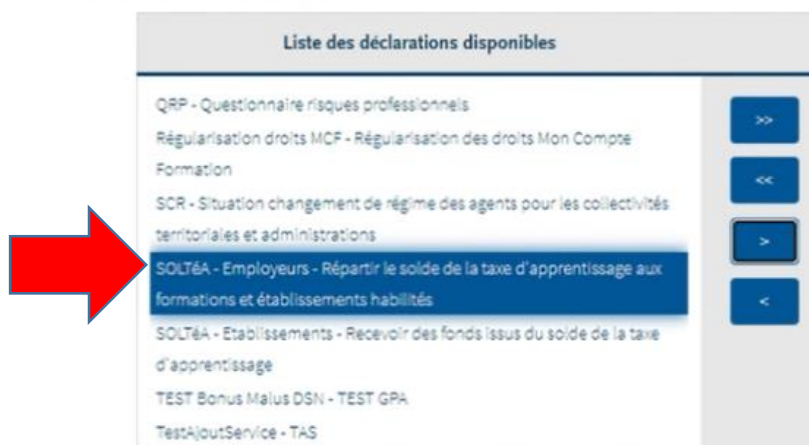 Liste des déclarations disponibles
QRP - Questionnaire risques professionnels
>>
Régularisation droits MCF - Régularisation des droits Mon Compte
Formation
<<
SCR - Situation changement de régime des agents pour les collectivités
territoriales et administrations
>
SOLTéA - Employeurs - Répartir le solde de la taxe d'apprentissage aux
formations et établissements habilités
<
SOLTéA - Etablissements - Recevoir des fonds issus du solde de la taxe
d'apprentissage
TEST Bonus Malus DSN - TEST GPA
TestAjoutService - TAS